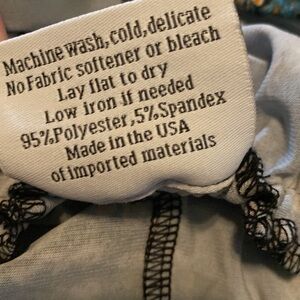 Machine wash, cold, delicate
No Fabric softener or bleach
Lay flat to dry
Low iron if needed
95% Polyester, 5% Spandex
Made in the USA
of imported materials